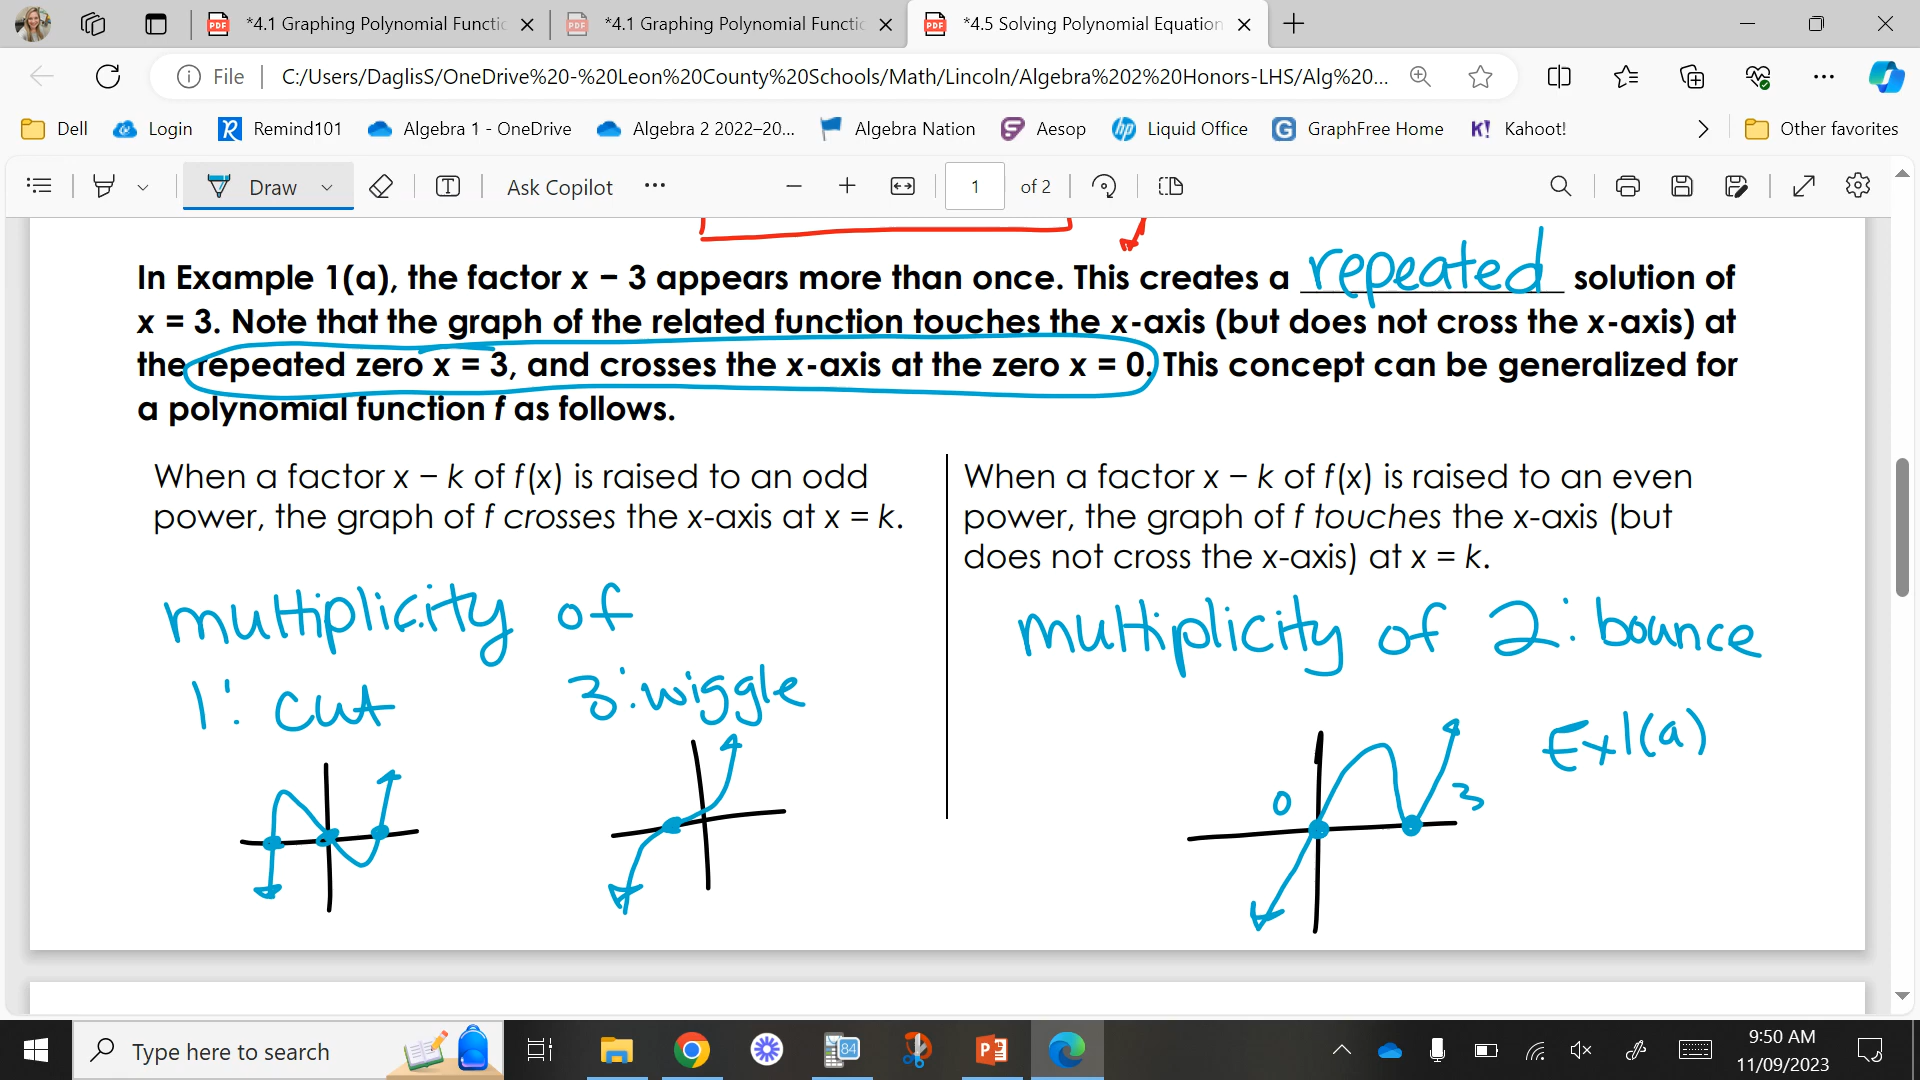 *4.1 Graphing Polynomial Functic
*4.1 Graphing Polynomial Functic
*4.5 Solving Polynomial Equation
File
C:/Users/DaglisS/OneDrive%20-%20Leon%20County%20Schools/Math/Lincoln/Algebra%202%20Honors-LHS/Alg%20...
Dell
Login
Remind101
Algebra 1 - OneDrive
Algebra 2 2022–20...
Algebra Nation
Aesop
Liquid Office
GraphFree Home
Kahoot!
Other favorites
Draw
Ask Copilot
1
of 2
In Example 1(a), the factor x − 3 appears more than once. This creates a repeated solution of
x = 3. Note that the graph of the related function touches the x-axis (but does not cross the x-axis) at
the repeated zero x = 3, and crosses the x-axis at the zero x = 0. This concept can be generalized for
a polynomial function f as follows.
When a factor x − k of f(x) is raised to an odd
power, the graph of f crosses the x-axis at x = k.
multiplicity of
1: cut
3: wiggle
When a factor x − k of f(x) is raised to an even
power, the graph of f touches the x-axis (but
does not cross the x-axis) at x = k.
multiplicity of 2: bounce
Ex1(a)
0
3
Type here to search
84
9:50 AM
11/09/2023